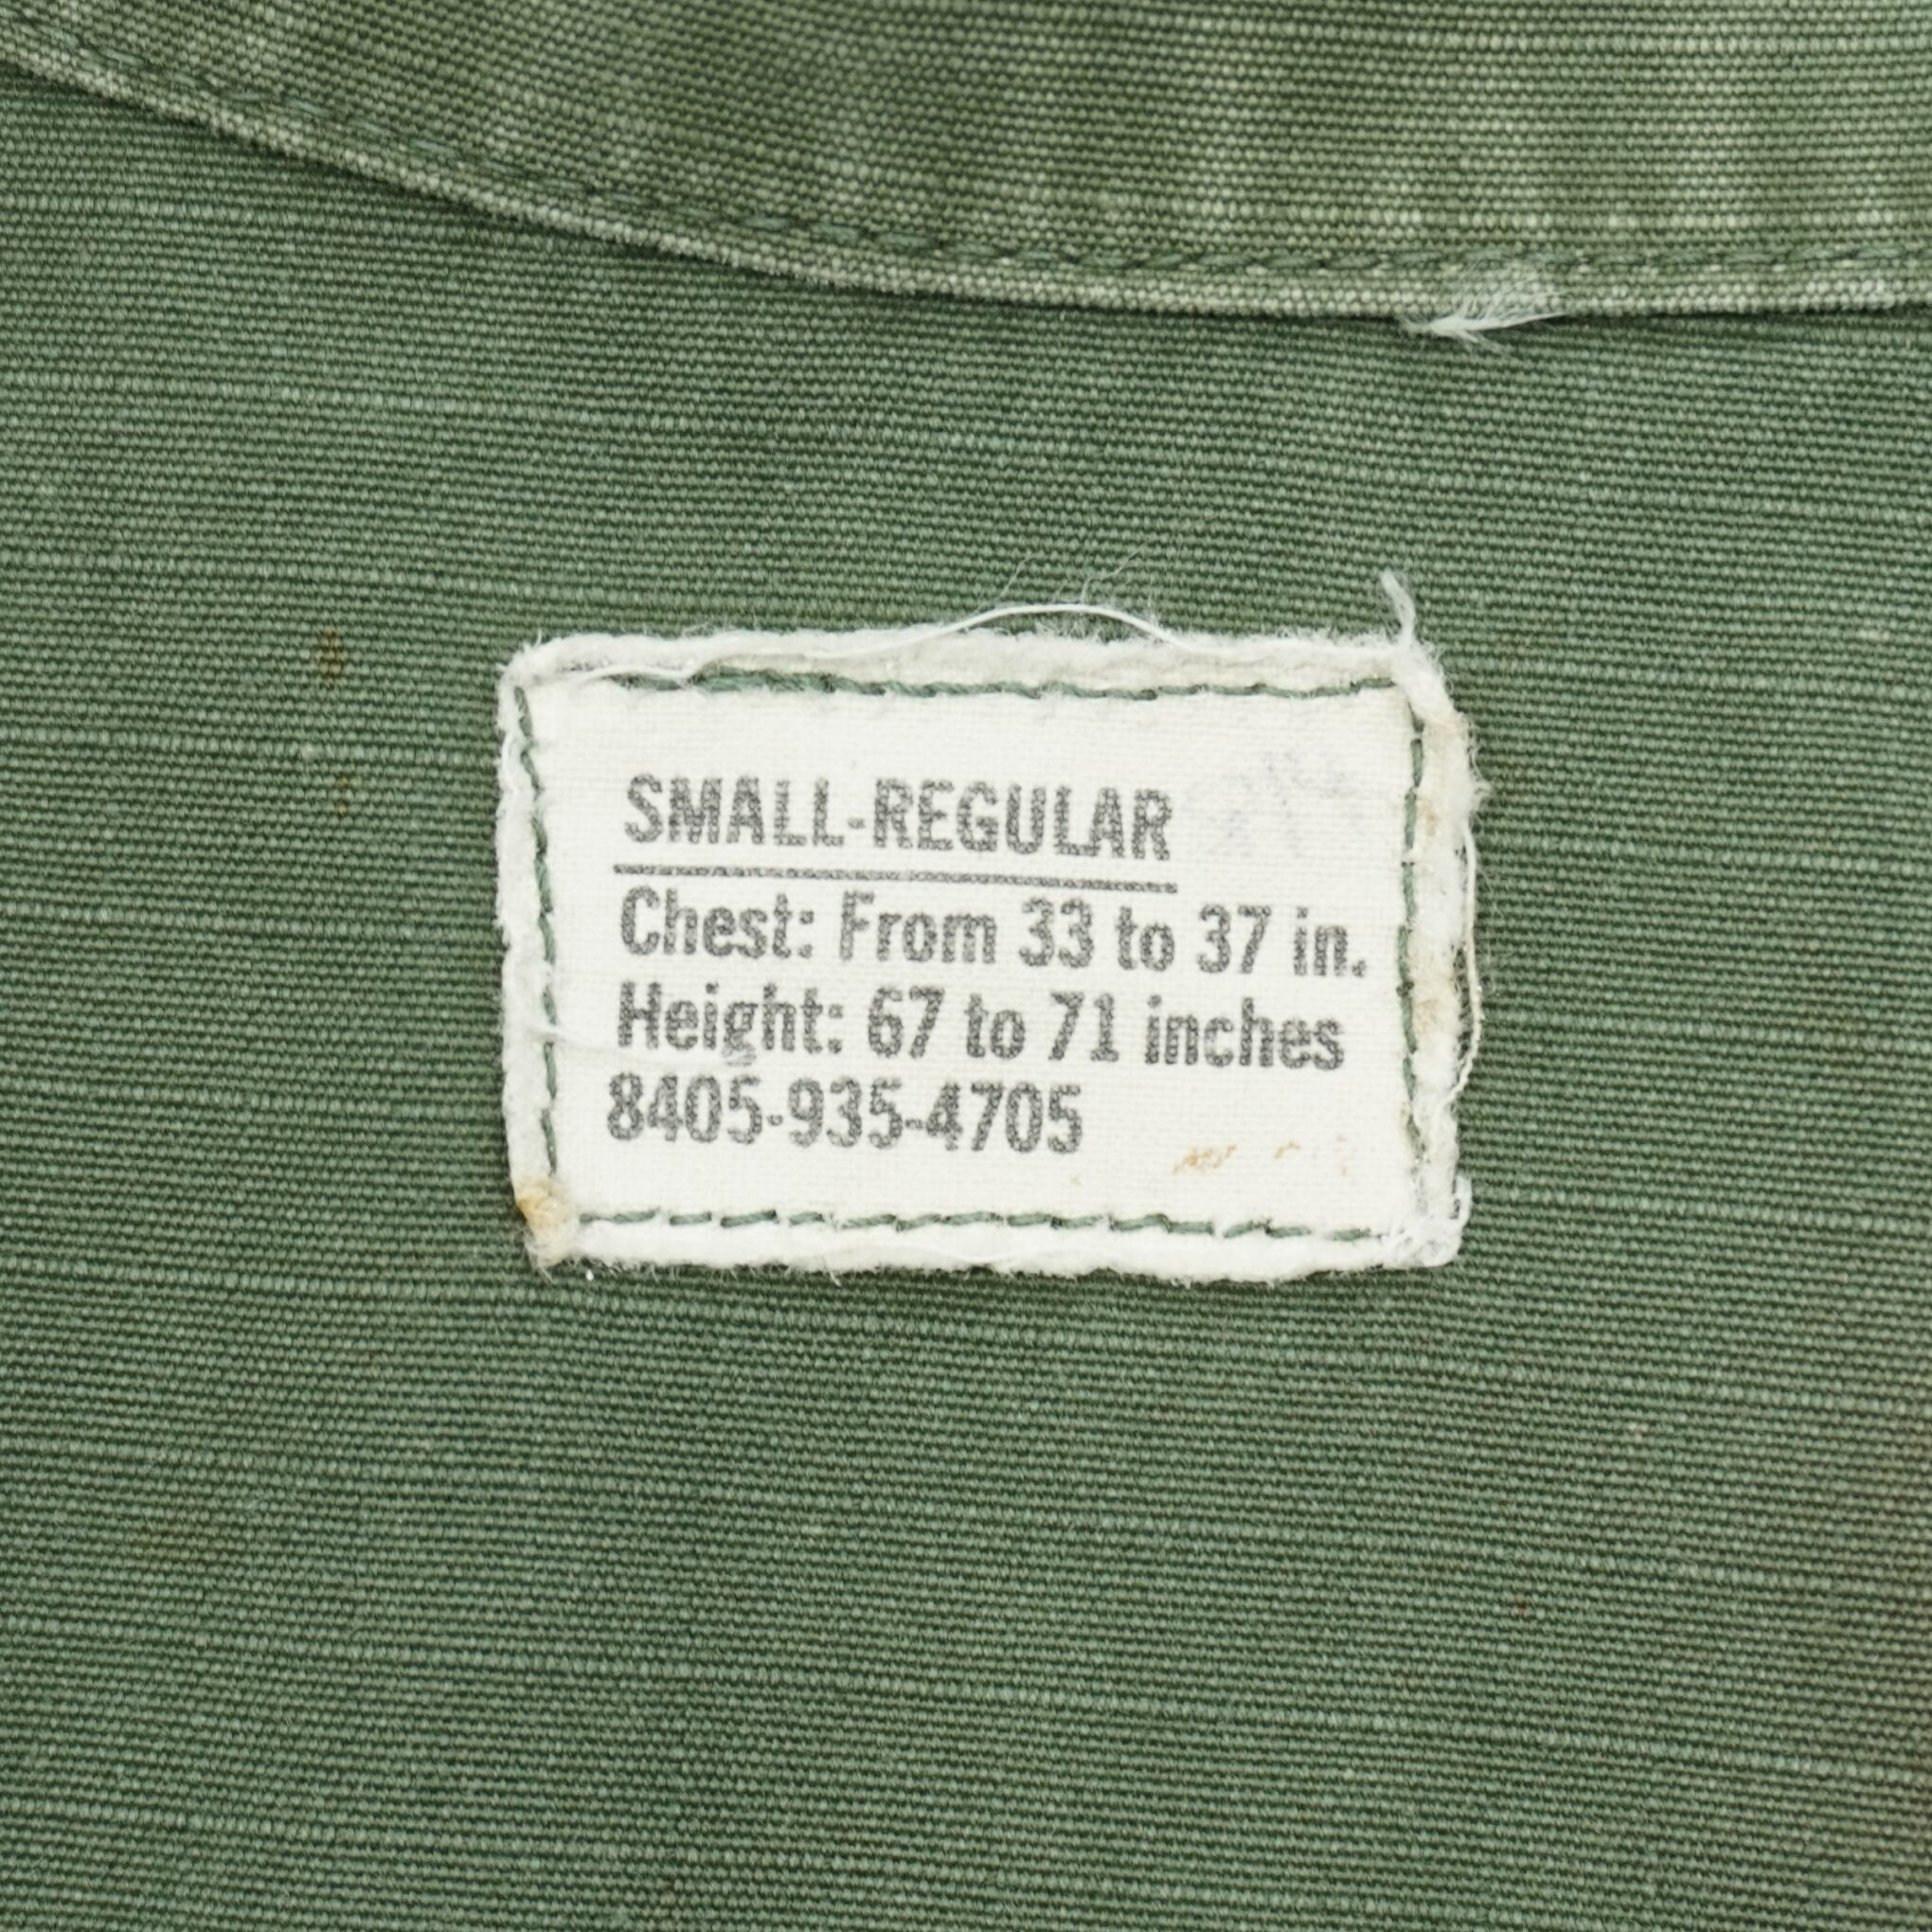 SMALL-REGULAR
Chest: From 33 to 37 in.
Height: 67 to 71 inches
8405-935-4705